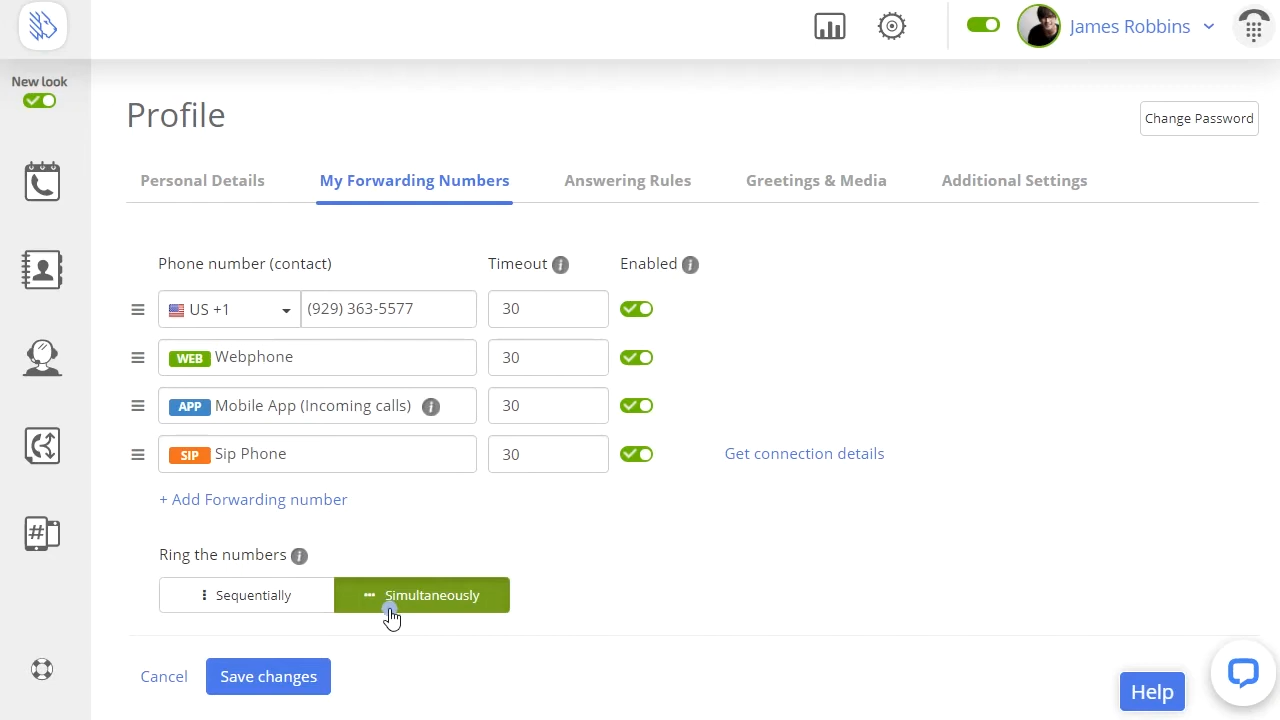 James Robbins
New look
Profile
Change Password
Personal Details
My Forwarding Numbers
Answering Rules
Greetings & Media
Additional Settings
Phone number (contact)
Timeout i
Enabled i
US +1
(929) 363-5577
30
WEB Webphone
30
APP Mobile App (Incoming calls) i
30
SIP Sip Phone
30
Get connection details
+ Add Forwarding number
Ring the numbers i
Sequentially
Simultaneously
Cancel
Save changes
Help
#